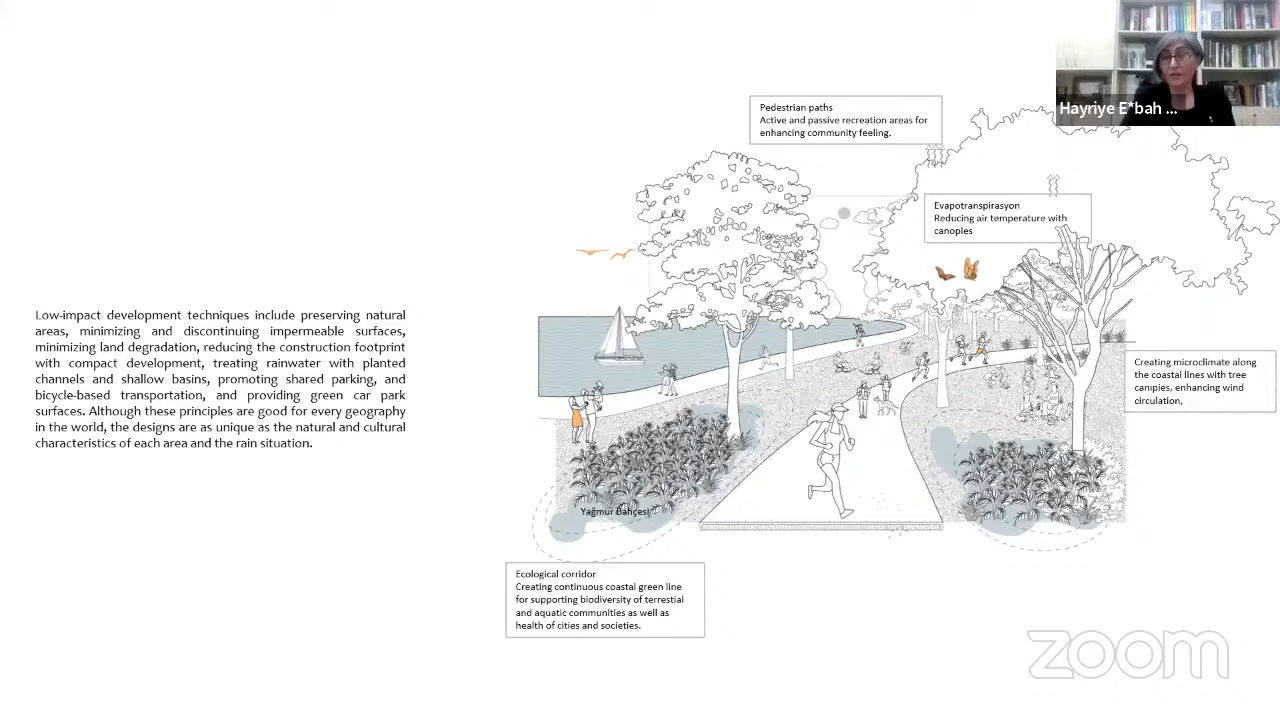 Hayriye E*bah ...
Pedestrian paths
Active and passive recreation areas for
enhancing community feeling.
Evapotranspirasyon
Reducing air temperature with
canoples
Low-impact development techniques include preserving natural
areas, minimizing and discontinuing impermeable surfaces,
minimizing land degradation, reducing the construction footprint
with compact development, treating rainwater with planted
channels and shallow basins, promoting shared parking, and
bicycle-based transportation, and providing green car park
surfaces. Although these principles are good for every geography
in the world, the designs are as unique as the natural and cultural
characteristics of each area and the rain situation.
Creating microclimate along
the coastal lines with tree
canıples, enhancing wind
circulation,
Yağmur Bahçesi
Ecological corridor
Creating continuous coastal green line
for supporting biodiversity of terrestial
and aquatic communities as well as
health of cities and societies.
zoom